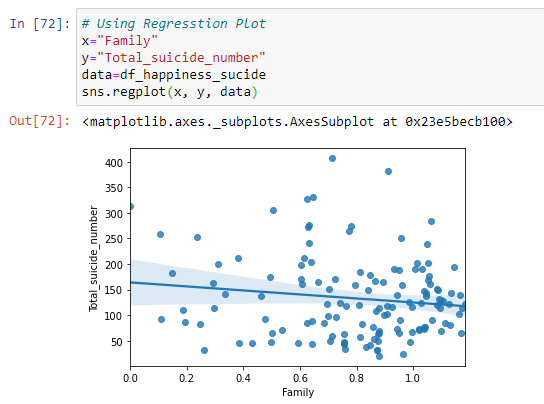 In [72]: # Using Regresstion Plot
x="Family"
y="Total_suicide_number"
data=df_happiness_sucide
sns.regplot(x, y, data)
Out[72]: <matplotlib.axes._subplots.AxesSubplot at 0x23e5becb100>
400
350
300
250
200
150
100
50
Total_suicide_number
0.0 0.2 0.4 0.6 0.8 1.0
Family